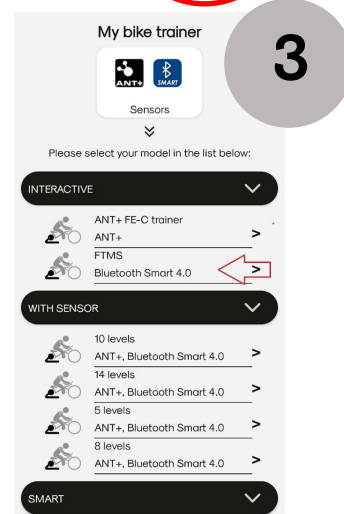 My bike trainer
3
ANT+
SMART
Sensors
Please select your model in the list below:
INTERACTIVE
ANT+ FE-C trainer
ANT+
FTMS
Bluetooth Smart 4.0
WITH SENSOR
10 levels
ANT+, Bluetooth Smart 4.0
14 levels
ANT+, Bluetooth Smart 4.0
5 levels
ANT+, Bluetooth Smart 4.0
8 levels
ANT+, Bluetooth Smart 4.0
SMART